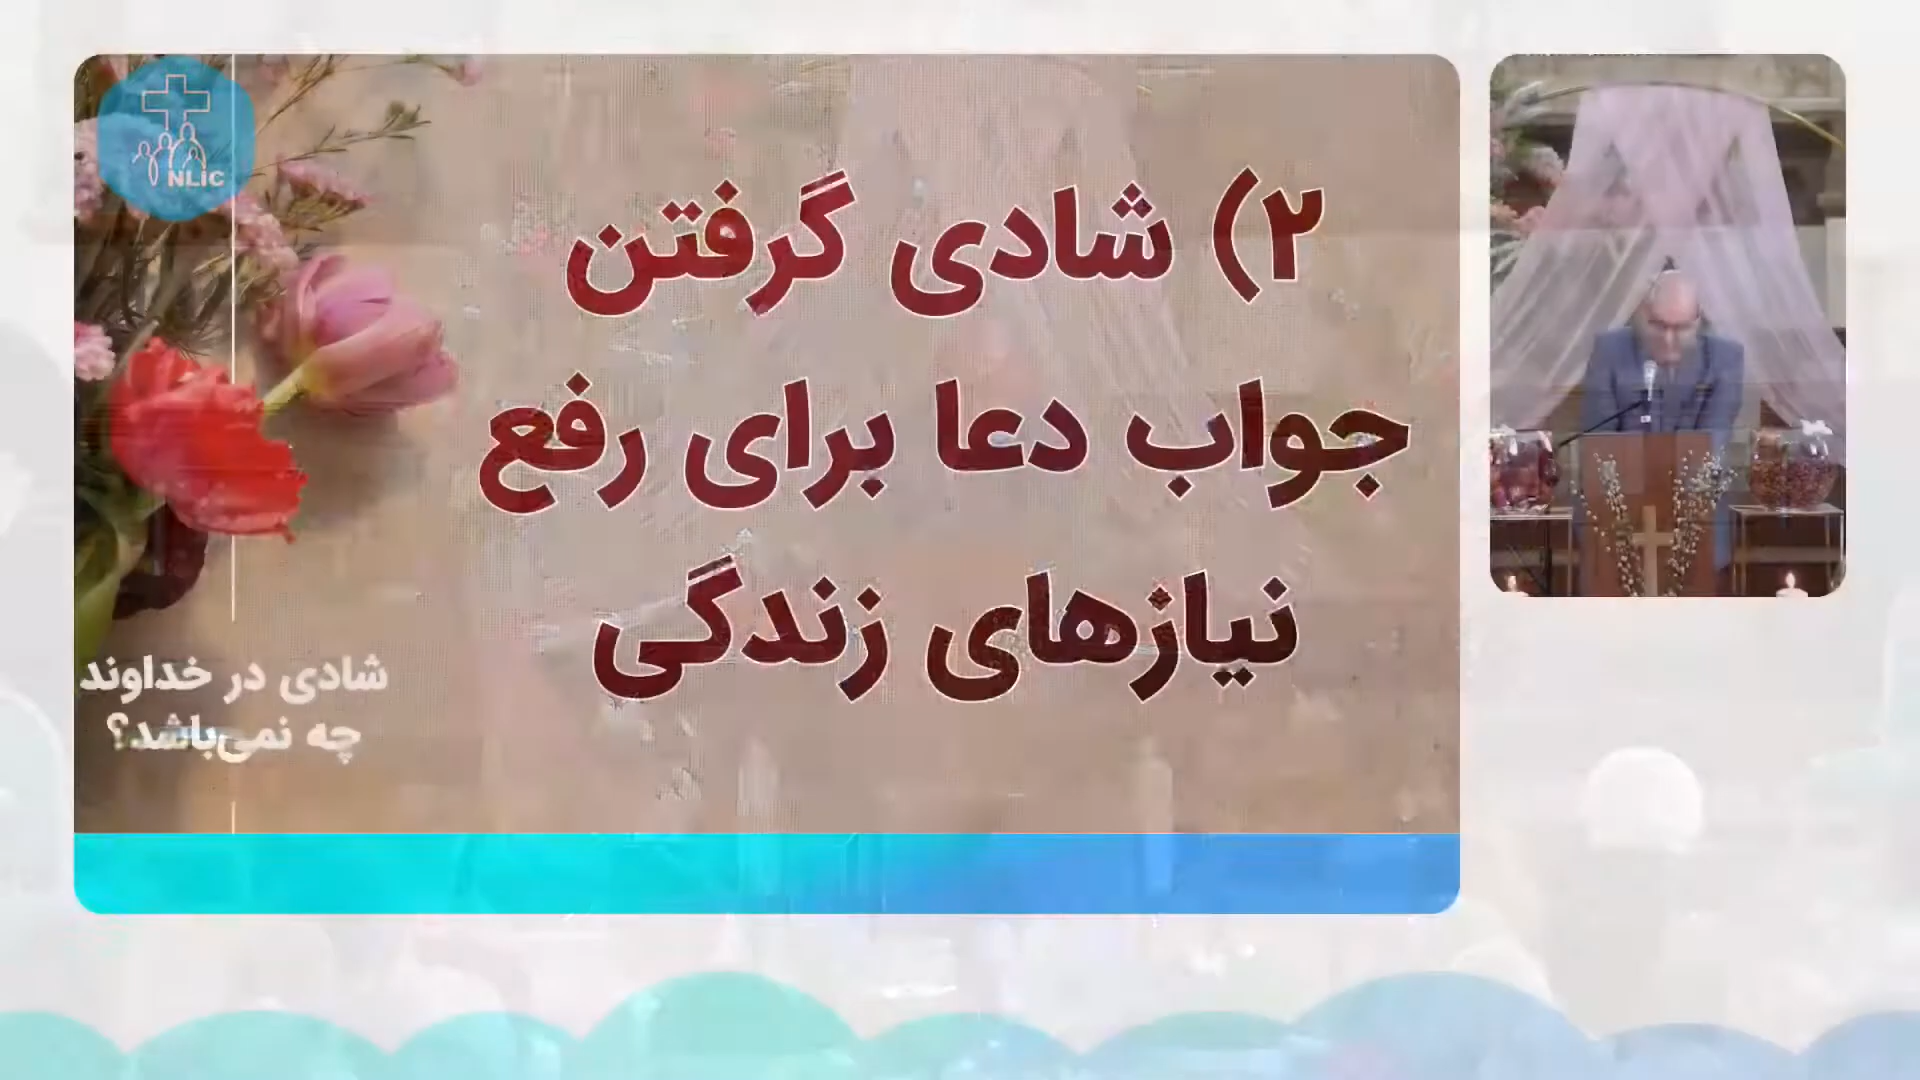 NLIC
۲) شادی گرفتن
جواب دعا برای رفع
نیازهای زندگی
شادی در خداوند
چه نمی‌باشد؟